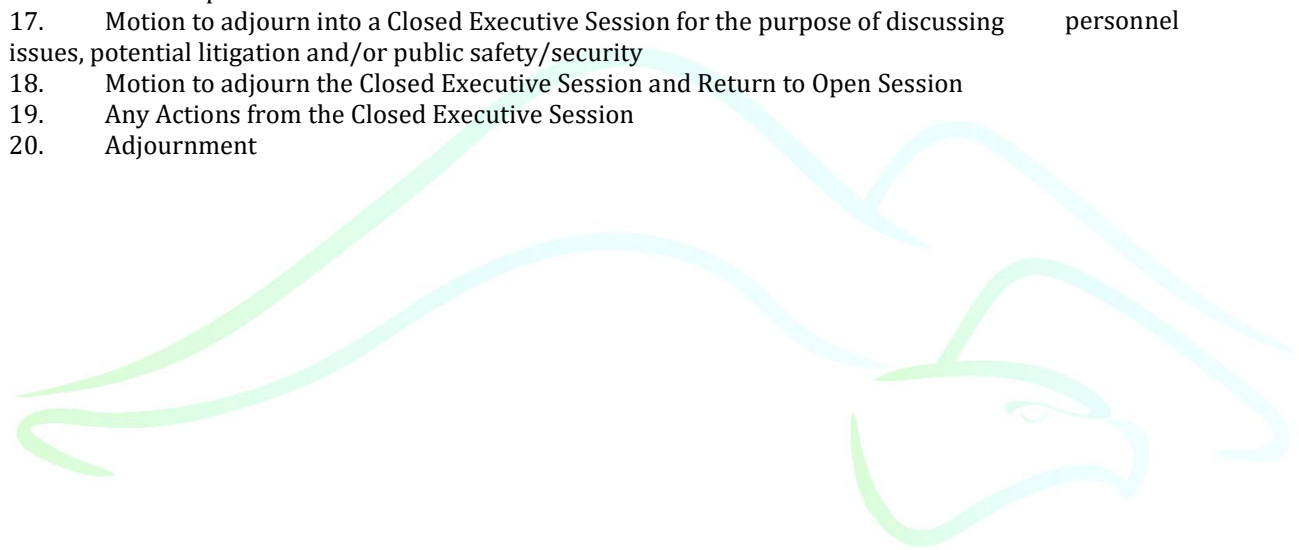 17. Motion to adjourn into a Closed Executive Session for the purpose of discussing personnel
issues, potential litigation and/or public safety/security
18. Motion to adjourn the Closed Executive Session and Return to Open Session
19. Any Actions from the Closed Executive Session
20. Adjournment